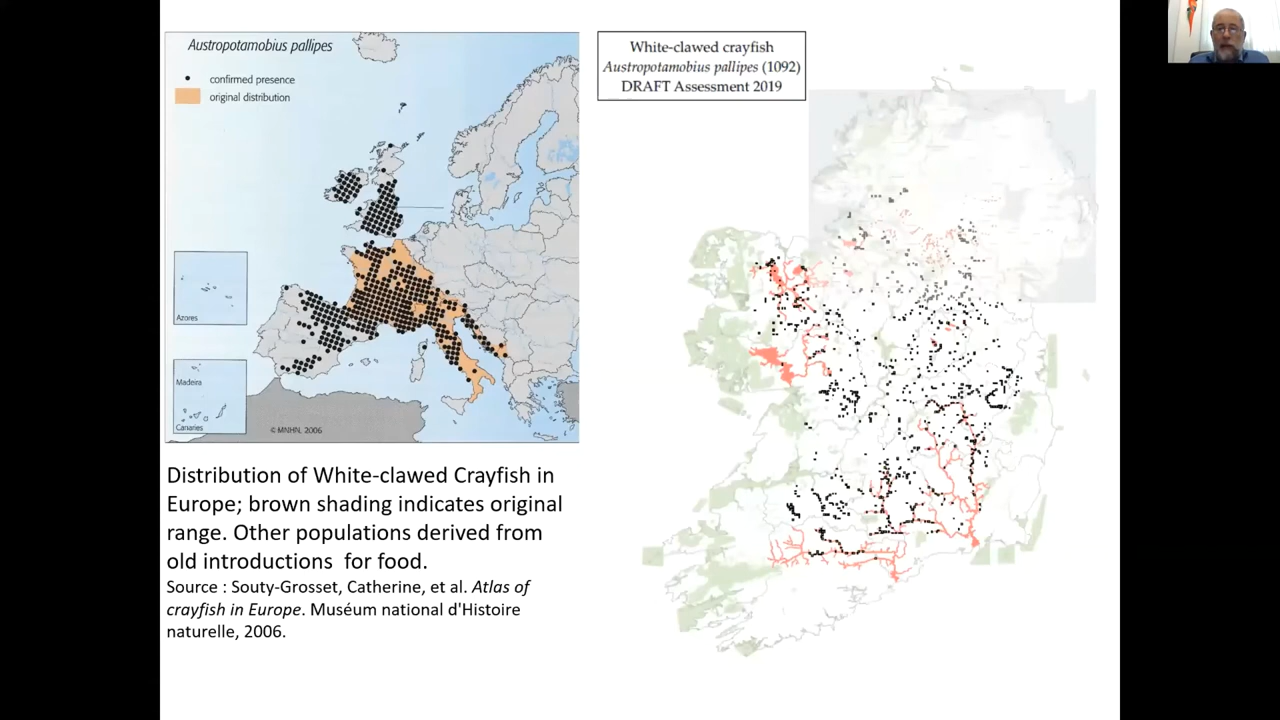 Austropotamobius pallipes
confirmed presence
original distribution
Azores
Madeira
Canaries
© MNHN, 2006
Distribution of White-clawed Crayfish in
Europe; brown shading indicates original
range. Other populations derived from
old introductions for food.
Source : Souty-Grosset, Catherine, et al. Atlas of
crayfish in Europe. Muséum national d'Histoire
naturelle, 2006.
White-clawed crayfish
Austropotamobius pallipes (1092)
DRAFT Assessment 2019